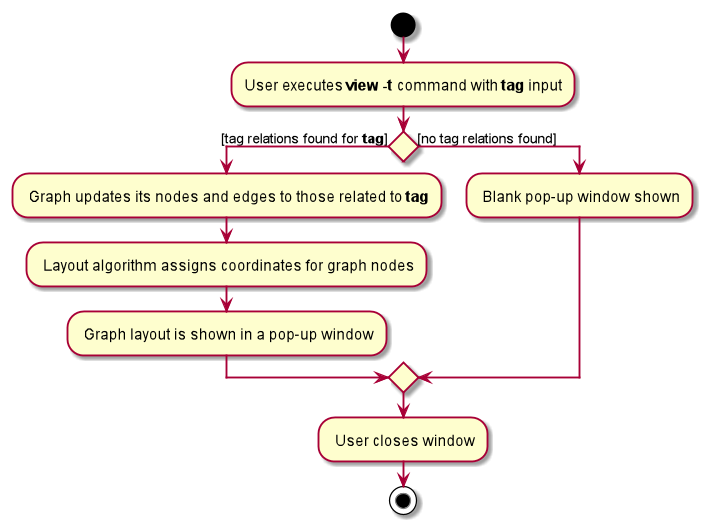 User executes view -t command with tag input
[tag relations found for tag]
[no tag relations found]
Graph updates its nodes and edges to those related to tag
Blank pop-up window shown
Layout algorithm assigns coordinates for graph nodes
Graph layout is shown in a pop-up window
User closes window